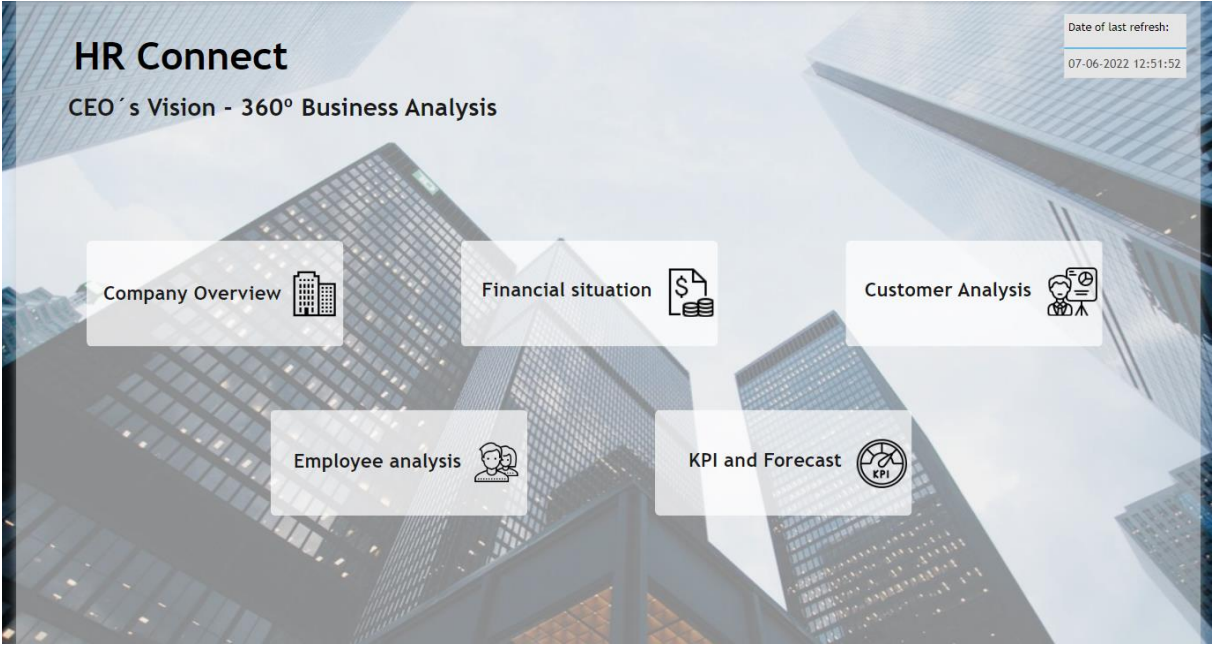 HR Connect
CEO´s Vision - 360º Business Analysis
Date of last refresh:
07-06-2022 12:51:52
Company Overview
Financial situation
$
Customer Analysis
Employee analysis
KPI and Forecast
KPI